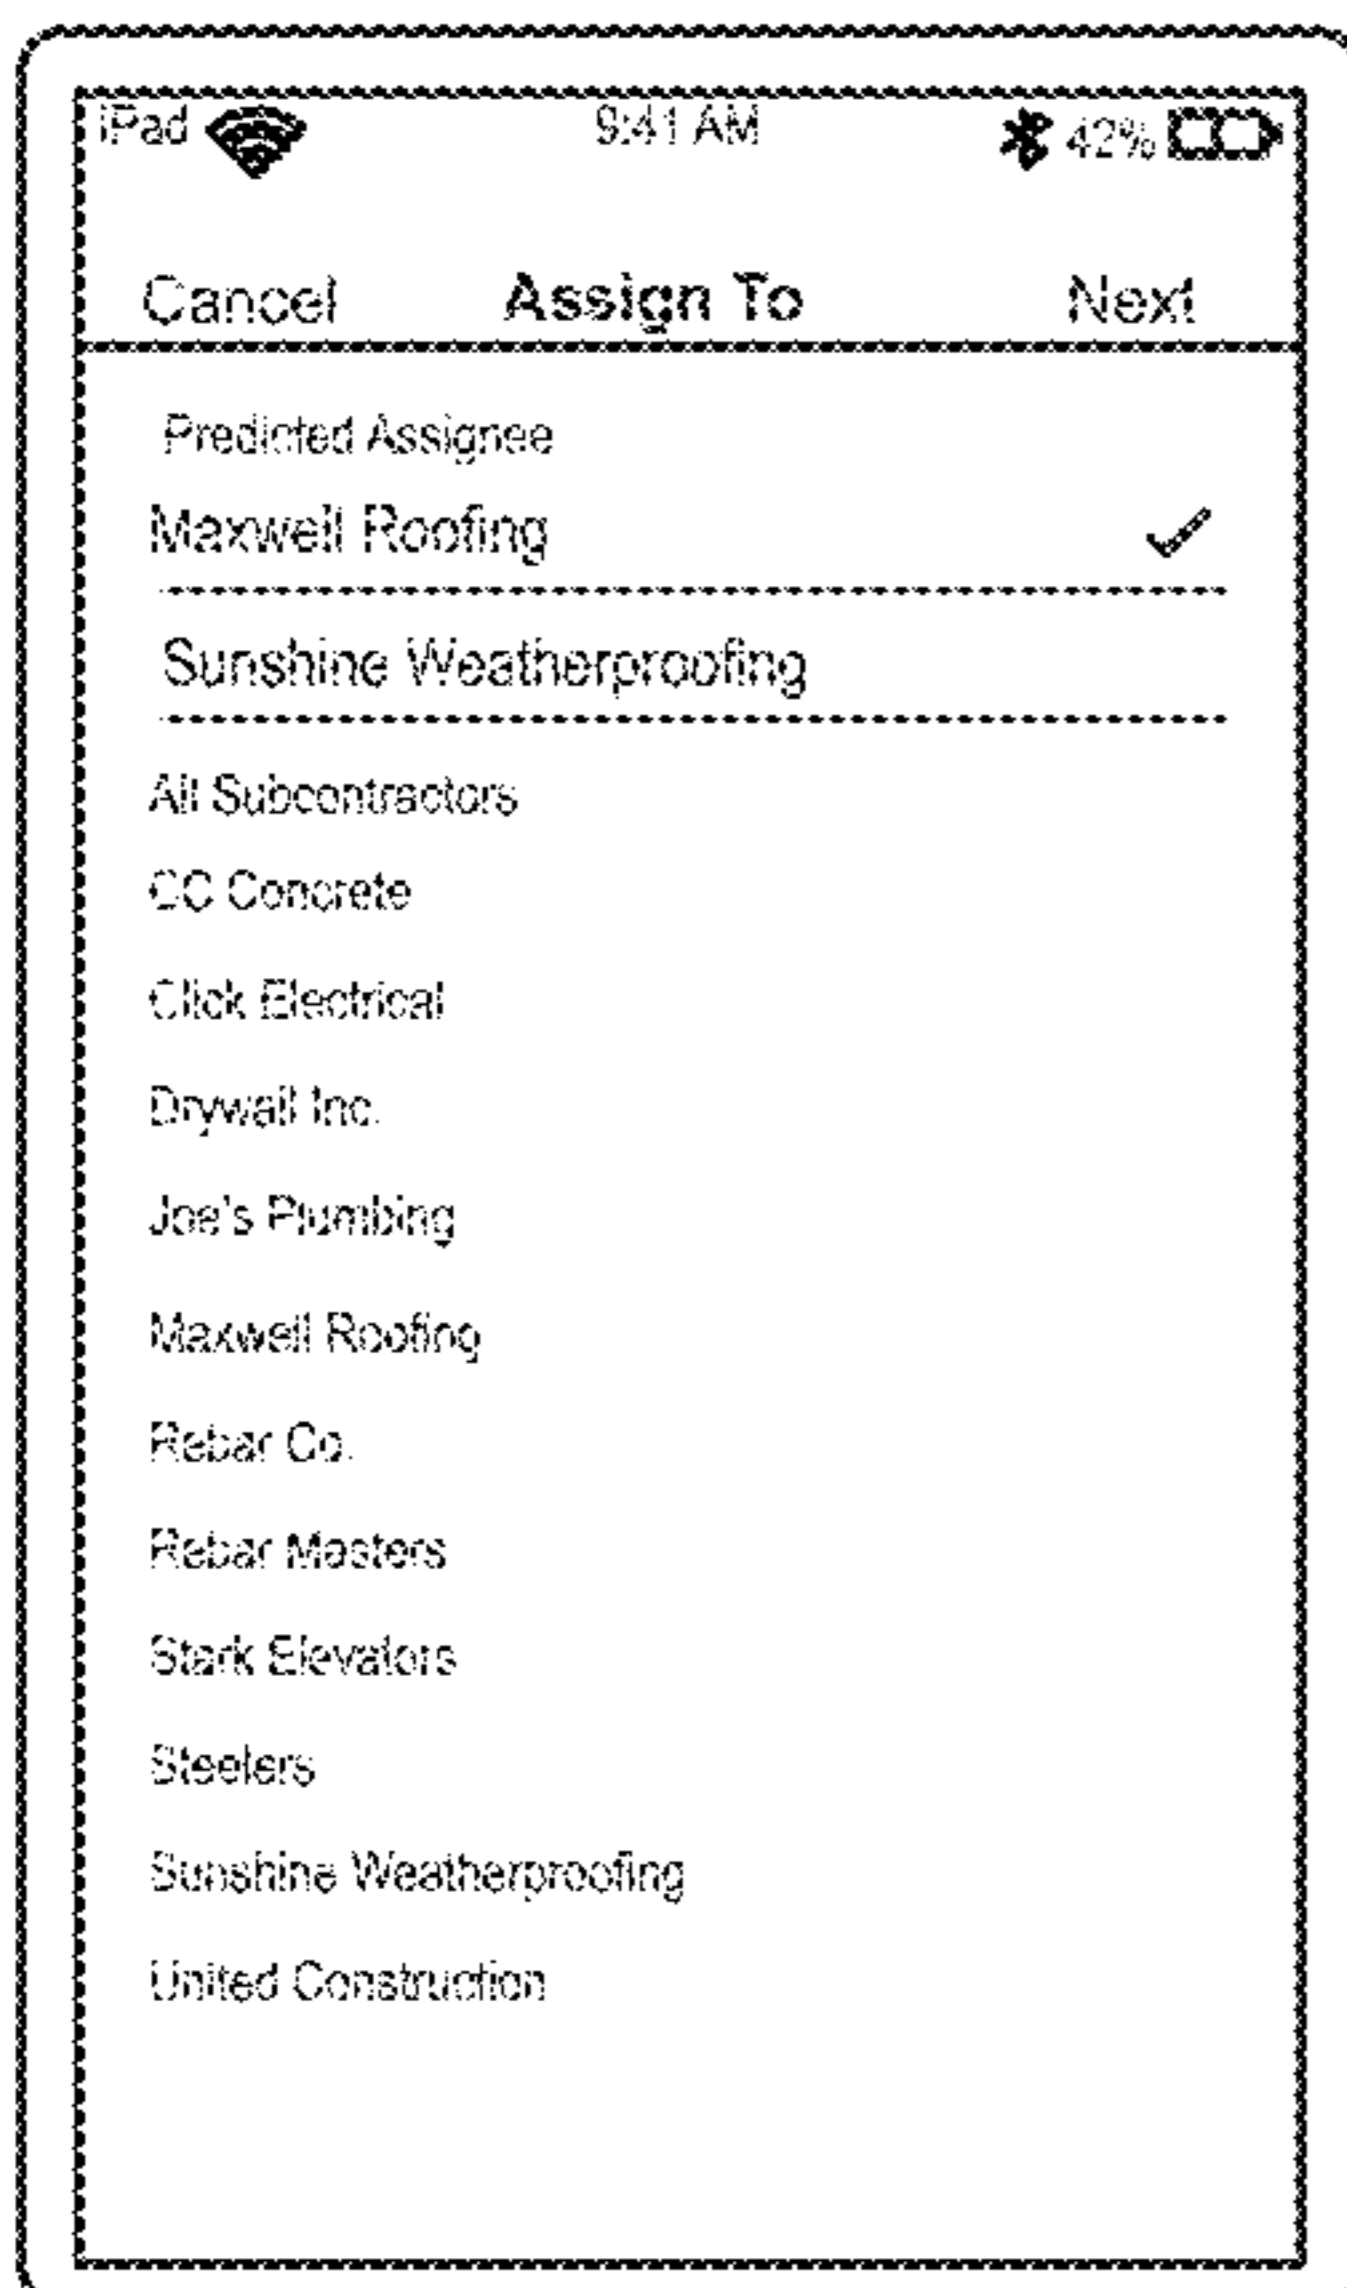 iPad 9:41 AM 42%
Cancel Assign To Next
Predicted Assignee
Maxwell Roofing
Sunshine Weatherproofing
All Subcontractors
CC Concrete
Click Electrical
Drywall Inc.
Joe's Plumbing
Maxwell Roofing
Rebar Co.
Rebar Masters
Stark Elevators
Steelers
Sunshine Weatherproofing
United Construction